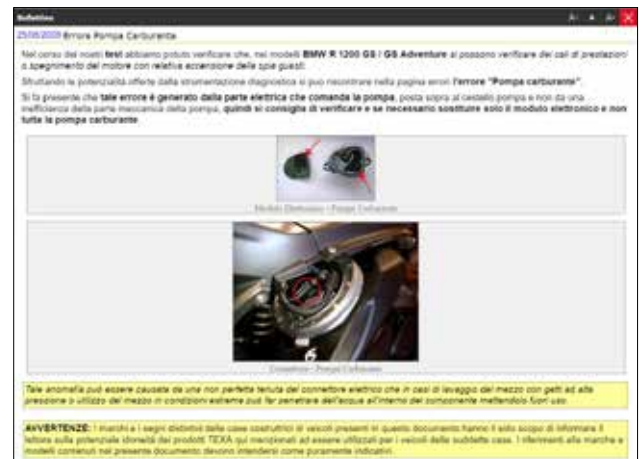 Bollettino
A- A A+ X
25/06/2009 Errore Pompa Carburante
Nel corso dei nostri test abbiamo potuto verificare che, nei modelli BMW R 1200 GS / GS Adventure si possono verificare dei cali di prestazioni
o spegnimento del motore con relativa accensione delle spie guasti.
Sfruttando le potenzialità offerte dalla strumentazione diagnostica si può riscontrare nella pagina errori l'errore "Pompa carburante".
Si fa presente che tale errore è generato dalla parte elettrica che comanda la pompa, posta sopra al cestello pompa e non da una
inefficienza della parte meccanica della pompa, quindi si consiglia di verificare e se necessario sostituire solo il modulo elettronico e non
tutta la pompa carburante
Modulo Elettronico - Pompa Carburante
Connettore - Pompa Carburante
Tale anomalia può essere causata da una non perfetta tenuta del connettore elettrico che in casi di lavaggio del mezzo con getti ad alta
pressione o utilizzo del mezzo in condizioni estreme può far penetrare dell'acqua all'interno del componente mettendolo fuori uso.
AVVERTENZE: I marchi e i segni distintivi delle case costruttrici di veicoli presenti in questo documento hanno il solo scopo di informare il
lettore sulla potenziale idoneità dei prodotti TEXA qui menzionati ad essere utilizzati per i veicoli delle suddette case. I riferimenti alle marche e
modelli contenuti nel presente documento devono intendersi come puramente indicativi.